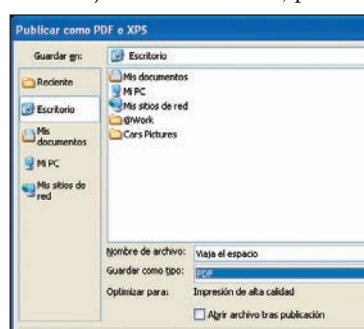 Publicar como PDF o XPS
Guardar en:
Escritorio
Reciente
Escritorio
Mis documentos
Mi PC
Mis sitios de red
Mis documentos
Mi PC
Mis sitios de red
@Work
Cars Pictures
Nombre de archivo:
Viaja el espacio
Guardar como tipo:
PDF
Optimizar para:
Impresión de alta calidad
Abrir archivo tras publicación